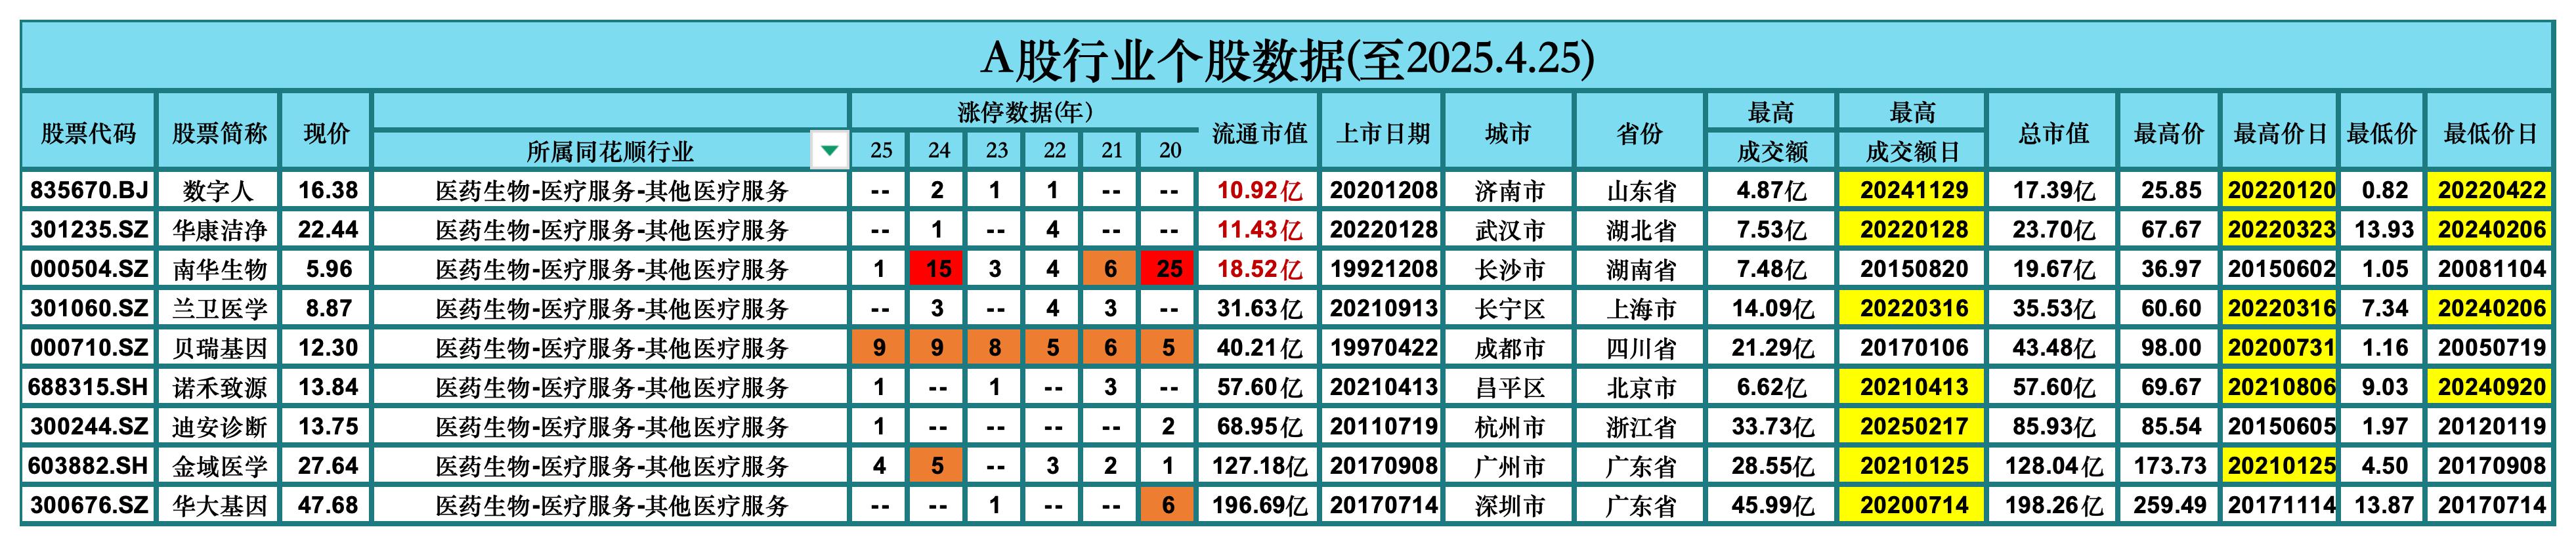 A股行业个股数据(至2025.4.25)
股票代码 股票简称 现价 所属同花顺行业 涨停数据(年) 流通市值 上市日期 城市 省份 最高 最高 总市值 最高价 最高价日 最低价 最低价日
25 24 23 22 21 20 成交额 成交额日
835670.BJ 数字人 16.38 医药生物-医疗服务-其他医疗服务 -- 2 1 1 -- -- 10.92亿 20201208 济南市 山东省 4.87亿 20241129 17.39亿 25.85 20220120 0.82 20220422
301235.SZ 华康洁净 22.44 医药生物-医疗服务-其他医疗服务 -- 1 -- 4 -- -- 11.43亿 20220128 武汉市 湖北省 7.53亿 20220128 23.70亿 67.67 20220323 13.93 20240206
000504.SZ 南华生物 5.96 医药生物-医疗服务-其他医疗服务 1 15 3 4 6 25 18.52亿 19921208 长沙市 湖南省 7.48亿 20150820 19.67亿 36.97 20150602 1.05 20081104
301060.SZ 兰卫医学 8.87 医药生物-医疗服务-其他医疗服务 -- 3 -- 4 3 -- 31.63亿 20210913 长宁区 上海市 14.09亿 20220316 35.53亿 60.60 20220316 7.34 20240206
000710.SZ 贝瑞基因 12.30 医药生物-医疗服务-其他医疗服务 9 9 8 5 6 5 40.21亿 19970422 成都市 四川省 21.29亿 20170106 43.48亿 98.00 20200731 1.16 20050719
688315.SH 诺禾致源 13.84 医药生物-医疗服务-其他医疗服务 1 -- 1 -- 3 -- 57.60亿 20210413 昌平区 北京市 6.62亿 20210413 57.60亿 69.67 20210806 9.03 20240920
300244.SZ 迪安诊断 13.75 医药生物-医疗服务-其他医疗服务 1 -- -- -- -- 2 68.95亿 20110719 杭州市 浙江省 33.73亿 20250217 85.93亿 85.54 20150605 1.97 20120119
603882.SH 金域医学 27.64 医药生物-医疗服务-其他医疗服务 4 5 -- 3 2 1 127.18亿 20170908 广州市 广东省 28.55亿 20210125 128.04亿 173.73 20210125 4.50 20170908
300676.SZ 华大基因 47.68 医药生物-医疗服务-其他医疗服务 -- -- 1 -- -- 6 196.69亿 20170714 深圳市 广东省 45.99亿 20200714 198.26亿 259.49 20171114 13.87 20170714